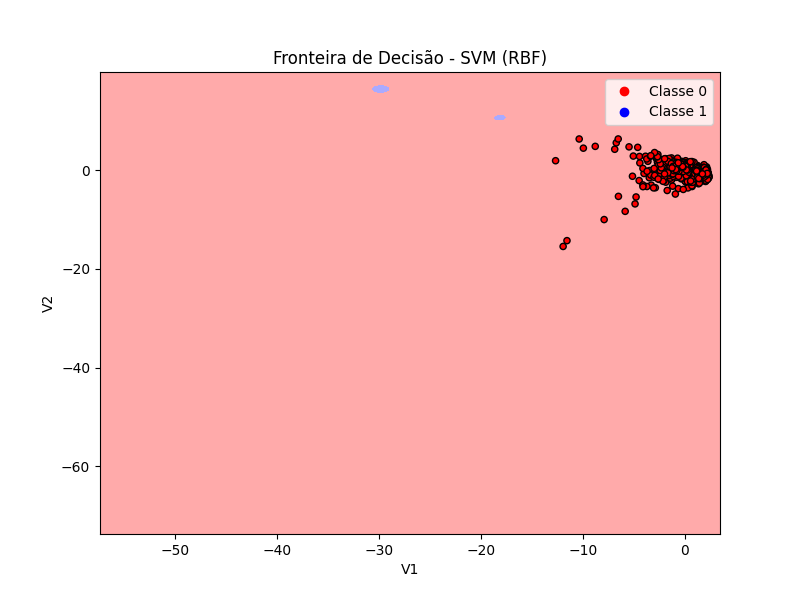 Fronteira de Decisão - SVM (RBF)
Classe 0
Classe 1
V2
0
−20
−40
−60
−50
−40
−30
−20
−10
0
V1